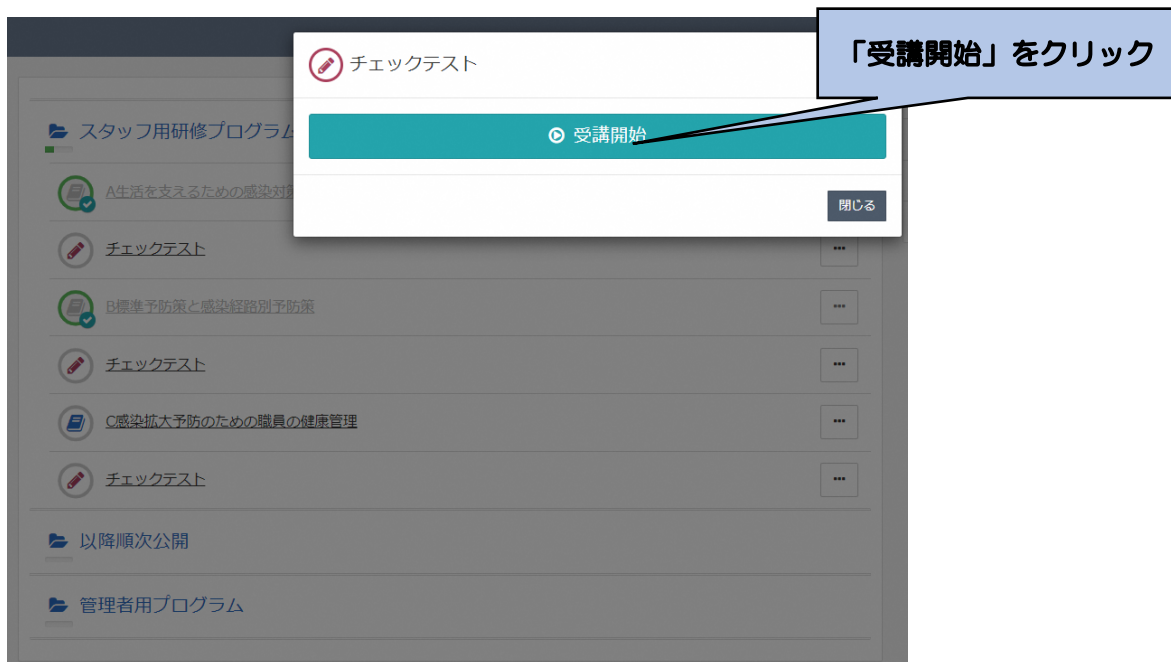 「受講開始」をクリック
チェックテスト
受講開始
閉じる
スタッフ用研修プログラム
A生活を支えるための感染対策
チェックテスト
B標準予防策と感染経路別予防策
チェックテスト
C感染拡大予防のための職員の健康管理
チェックテスト
以降順次公開
管理者用プログラム